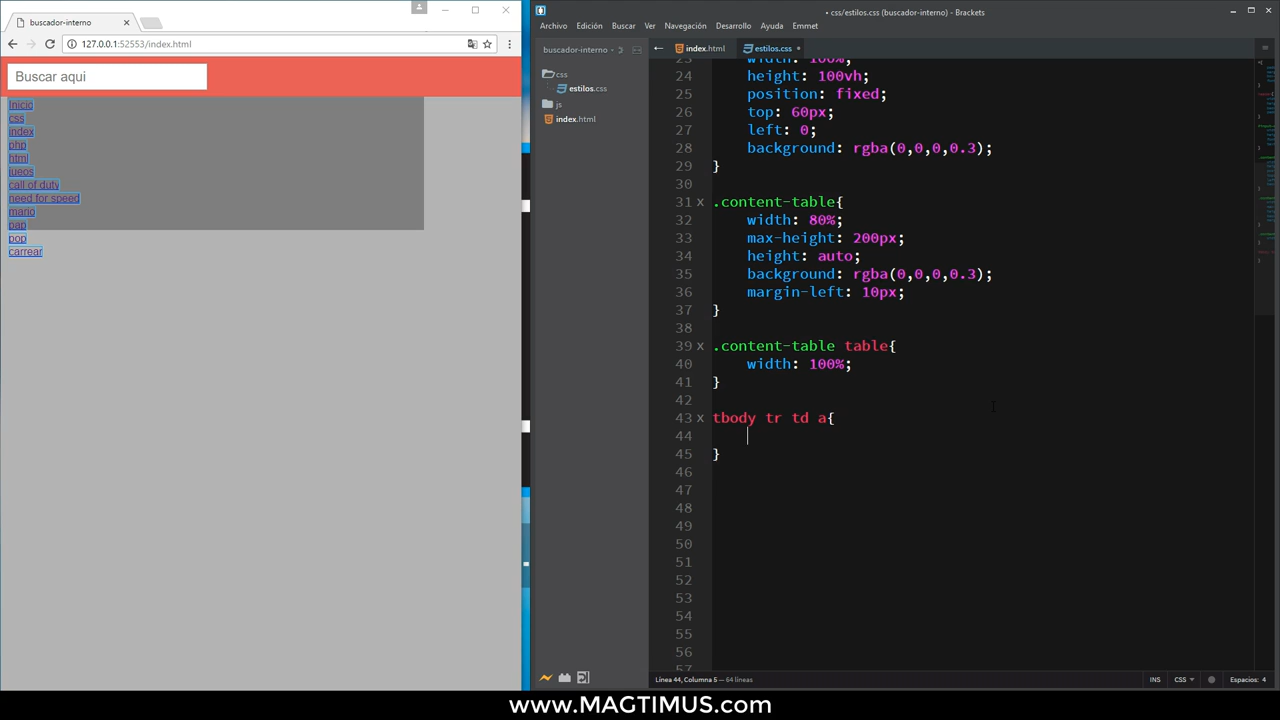 buscador-interno
127.0.0.1:52553/index.html
Buscar aqui
Inicio
css
index
php
html
jueos
call of duty
need for speed
mario
pap
pop
carrear
• css/estilos.css (buscador-interno) - Brackets
Archivo Edición Buscar Ver Navegación Desarrollo Ayuda Emmet
buscador-interno
css
estilos.css
js
index.html
index.html estilos.css
23 width: 100%;
24 height: 100vh;
25 position: fixed;
26 top: 60px;
27 left: 0;
28 background: rgba(0,0,0,0.3);
29 }
30
31 x .content-table{
32 width: 80%;
33 max-height: 200px;
34 height: auto;
35 background: rgba(0,0,0,0.3);
36 margin-left: 10px;
37 }
38
39 x .content-table table{
40 width: 100%;
41 }
42
43 x tbody tr td a{
44
45 }
46
47
48
49
50
51
52
53
54
55
56
57
Línea 44, Columna 5 — 64 líneas
INS CSS Espacios: 4
www.MAGTIMUS.com